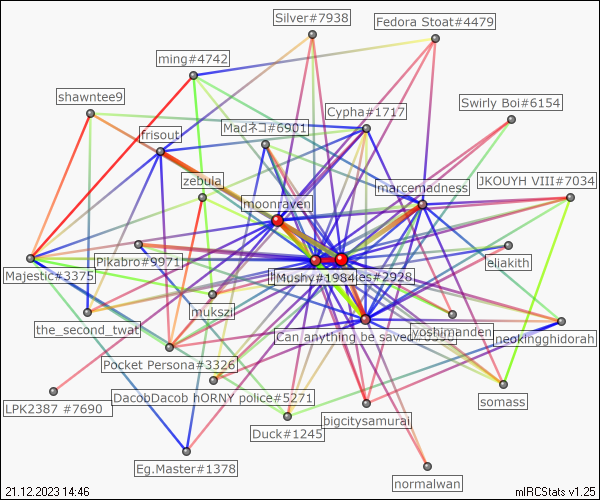 Silver#7938
Fedora Stoat#4479
ming#4742
shawntee9
Swirly Boi#6154
Cypha#1717
Madネコ#6901
frisout
zebula
marcemadness
JKOUYH VIII#7034
moonraven
Pikabro#9971
eliakith
Majestic#3375
Mushy#1984
les#2928
mukszi
the_second_twat
Can anything be saved
yoshimanden
neokingghidorah
Pocket Persona#3326
DacobDacob hORNY police#5271
somass
LPK2387 #7690
bigcitysamurai
Duck#1245
Eg.Master#1378
normalwan
21.12.2023 14:46
mIRCStats v1.25